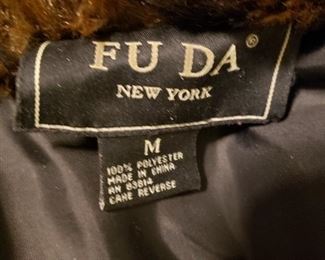 FU DA®
NEW YORK
M
100% POLYESTER
MADE IN CHINA
RN 83814
CARE REVERSE